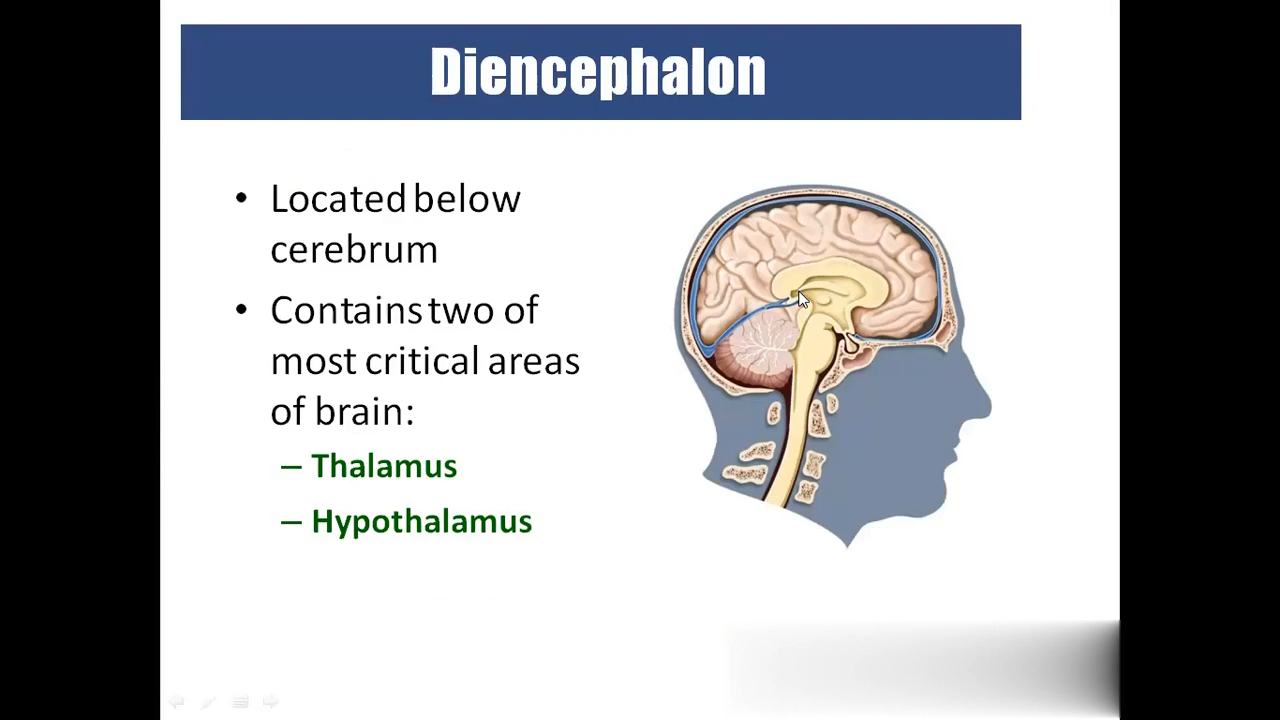 Diencephalon
• Located below
cerebrum
• Contains two of
most critical areas
of brain:
– Thalamus
– Hypothalamus